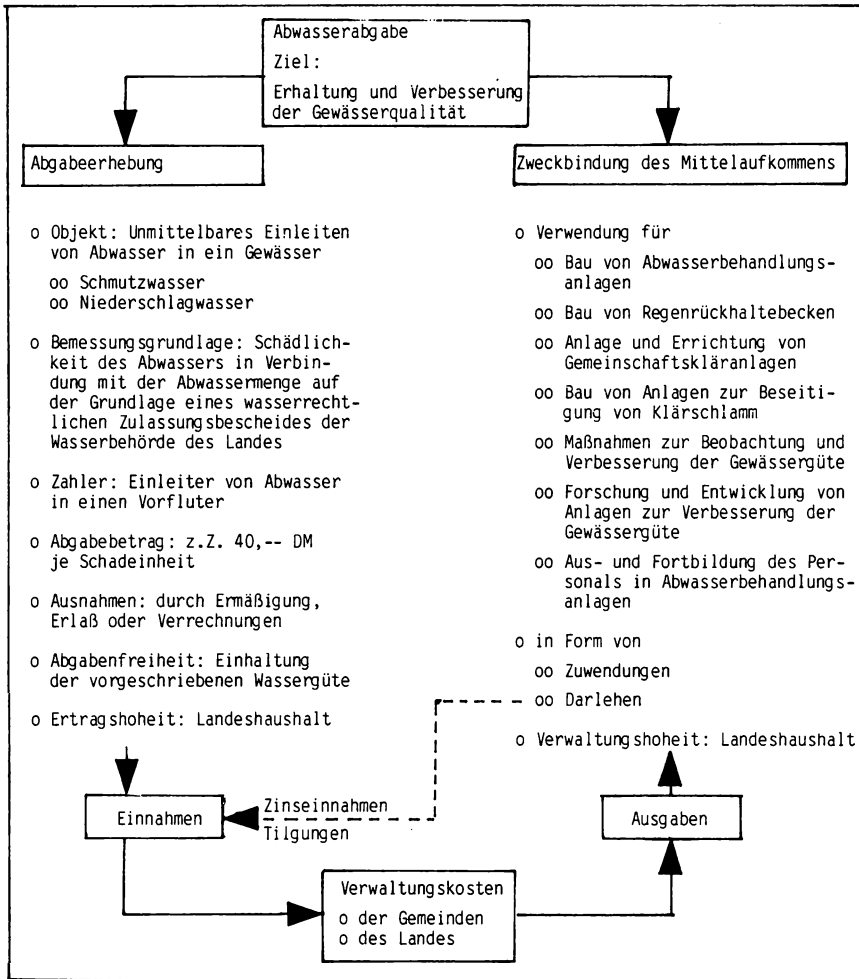 Abwasserabgabe
Ziel:
Erhaltung und Verbesserung
der Gewässerqualität
Abgabeerhebung
o Objekt: Unmittelbares Einleiten
von Abwasser in ein Gewässer
oo Schmutzwasser
oo Niederschlagwasser
o Bemessungsgrundlage: Schädlich-
keit des Abwassers in Verbin-
dung mit der Abwassermenge auf
der Grundlage eines wasserrecht-
lichen Zulassungsbescheides der
Wasserbehörde des Landes
o Zahler: Einleiter von Abwasser
in einen Vorfluter
o Abgabebetrag: z.Z. 40,-- DM
je Schadeinheit
o Ausnahmen: durch Ermäßigung,
Erlaß oder Verrechnungen
o Abgabenfreiheit: Einhaltung
der vorgeschriebenen Wassergüte
o Ertragshoheit: Landeshaushalt
Zweckbindung des Mittelaufkommens
o Verwendung für
oo Bau von Abwasserbehandlungs-
anlagen
oo Bau von Regenrückhaltebecken
oo Anlage und Errichtung von
Gemeinschaftskläranlagen
oo Bau von Anlagen zur Beseiti-
gung von Klärschlamm
oo Maßnahmen zur Beobachtung und
Verbesserung der Gewässergüte
oo Forschung und Entwicklung von
Anlagen zur Verbesserung der
Gewässergüte
oo Aus- und Fortbildung des Per-
sonals in Abwasserbehandlungs-
anlagen
o in Form von
oo Zuwendungen
oo Darlehen
o Verwaltungshoheit: Landeshaushalt
Einnahmen
Zinseinnahmen
Tilgungen
Ausgaben
Verwaltungskosten
o der Gemeinden
o des Landes